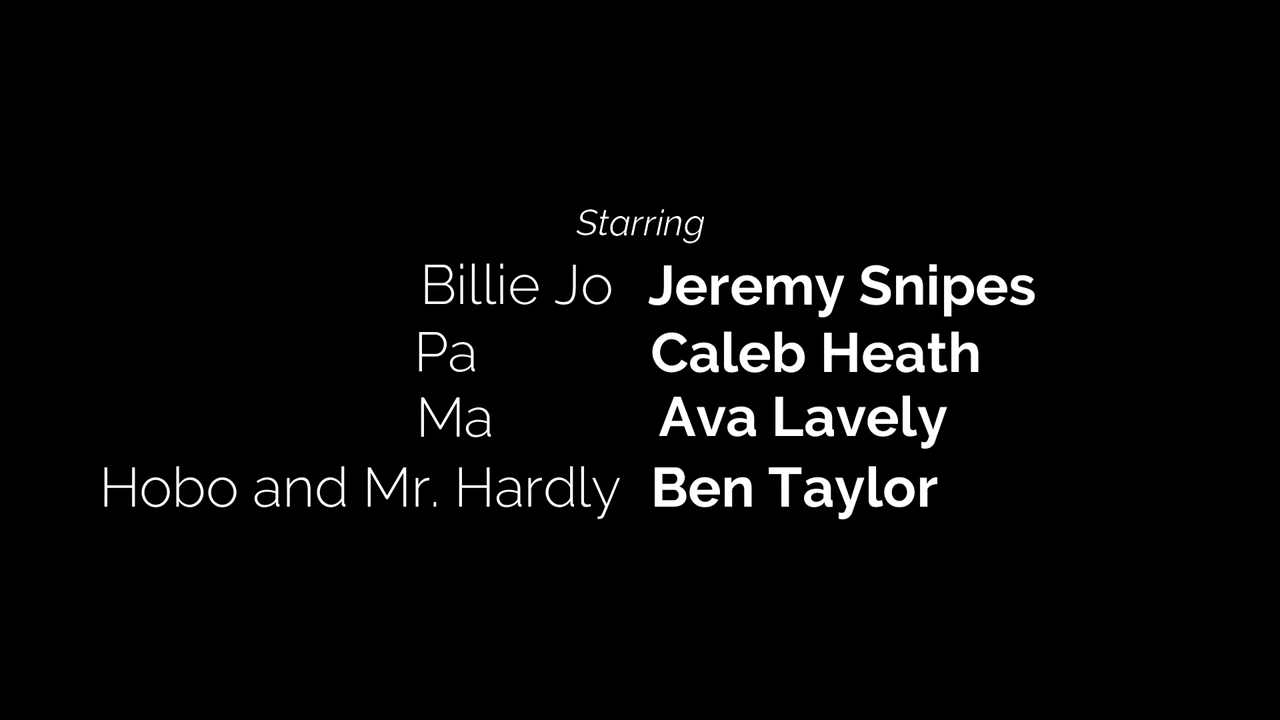 Starring
Billie Jo Jeremy Snipes
Pa Caleb Heath
Ma Ava Lavely
Hobo and Mr. Hardly Ben Taylor